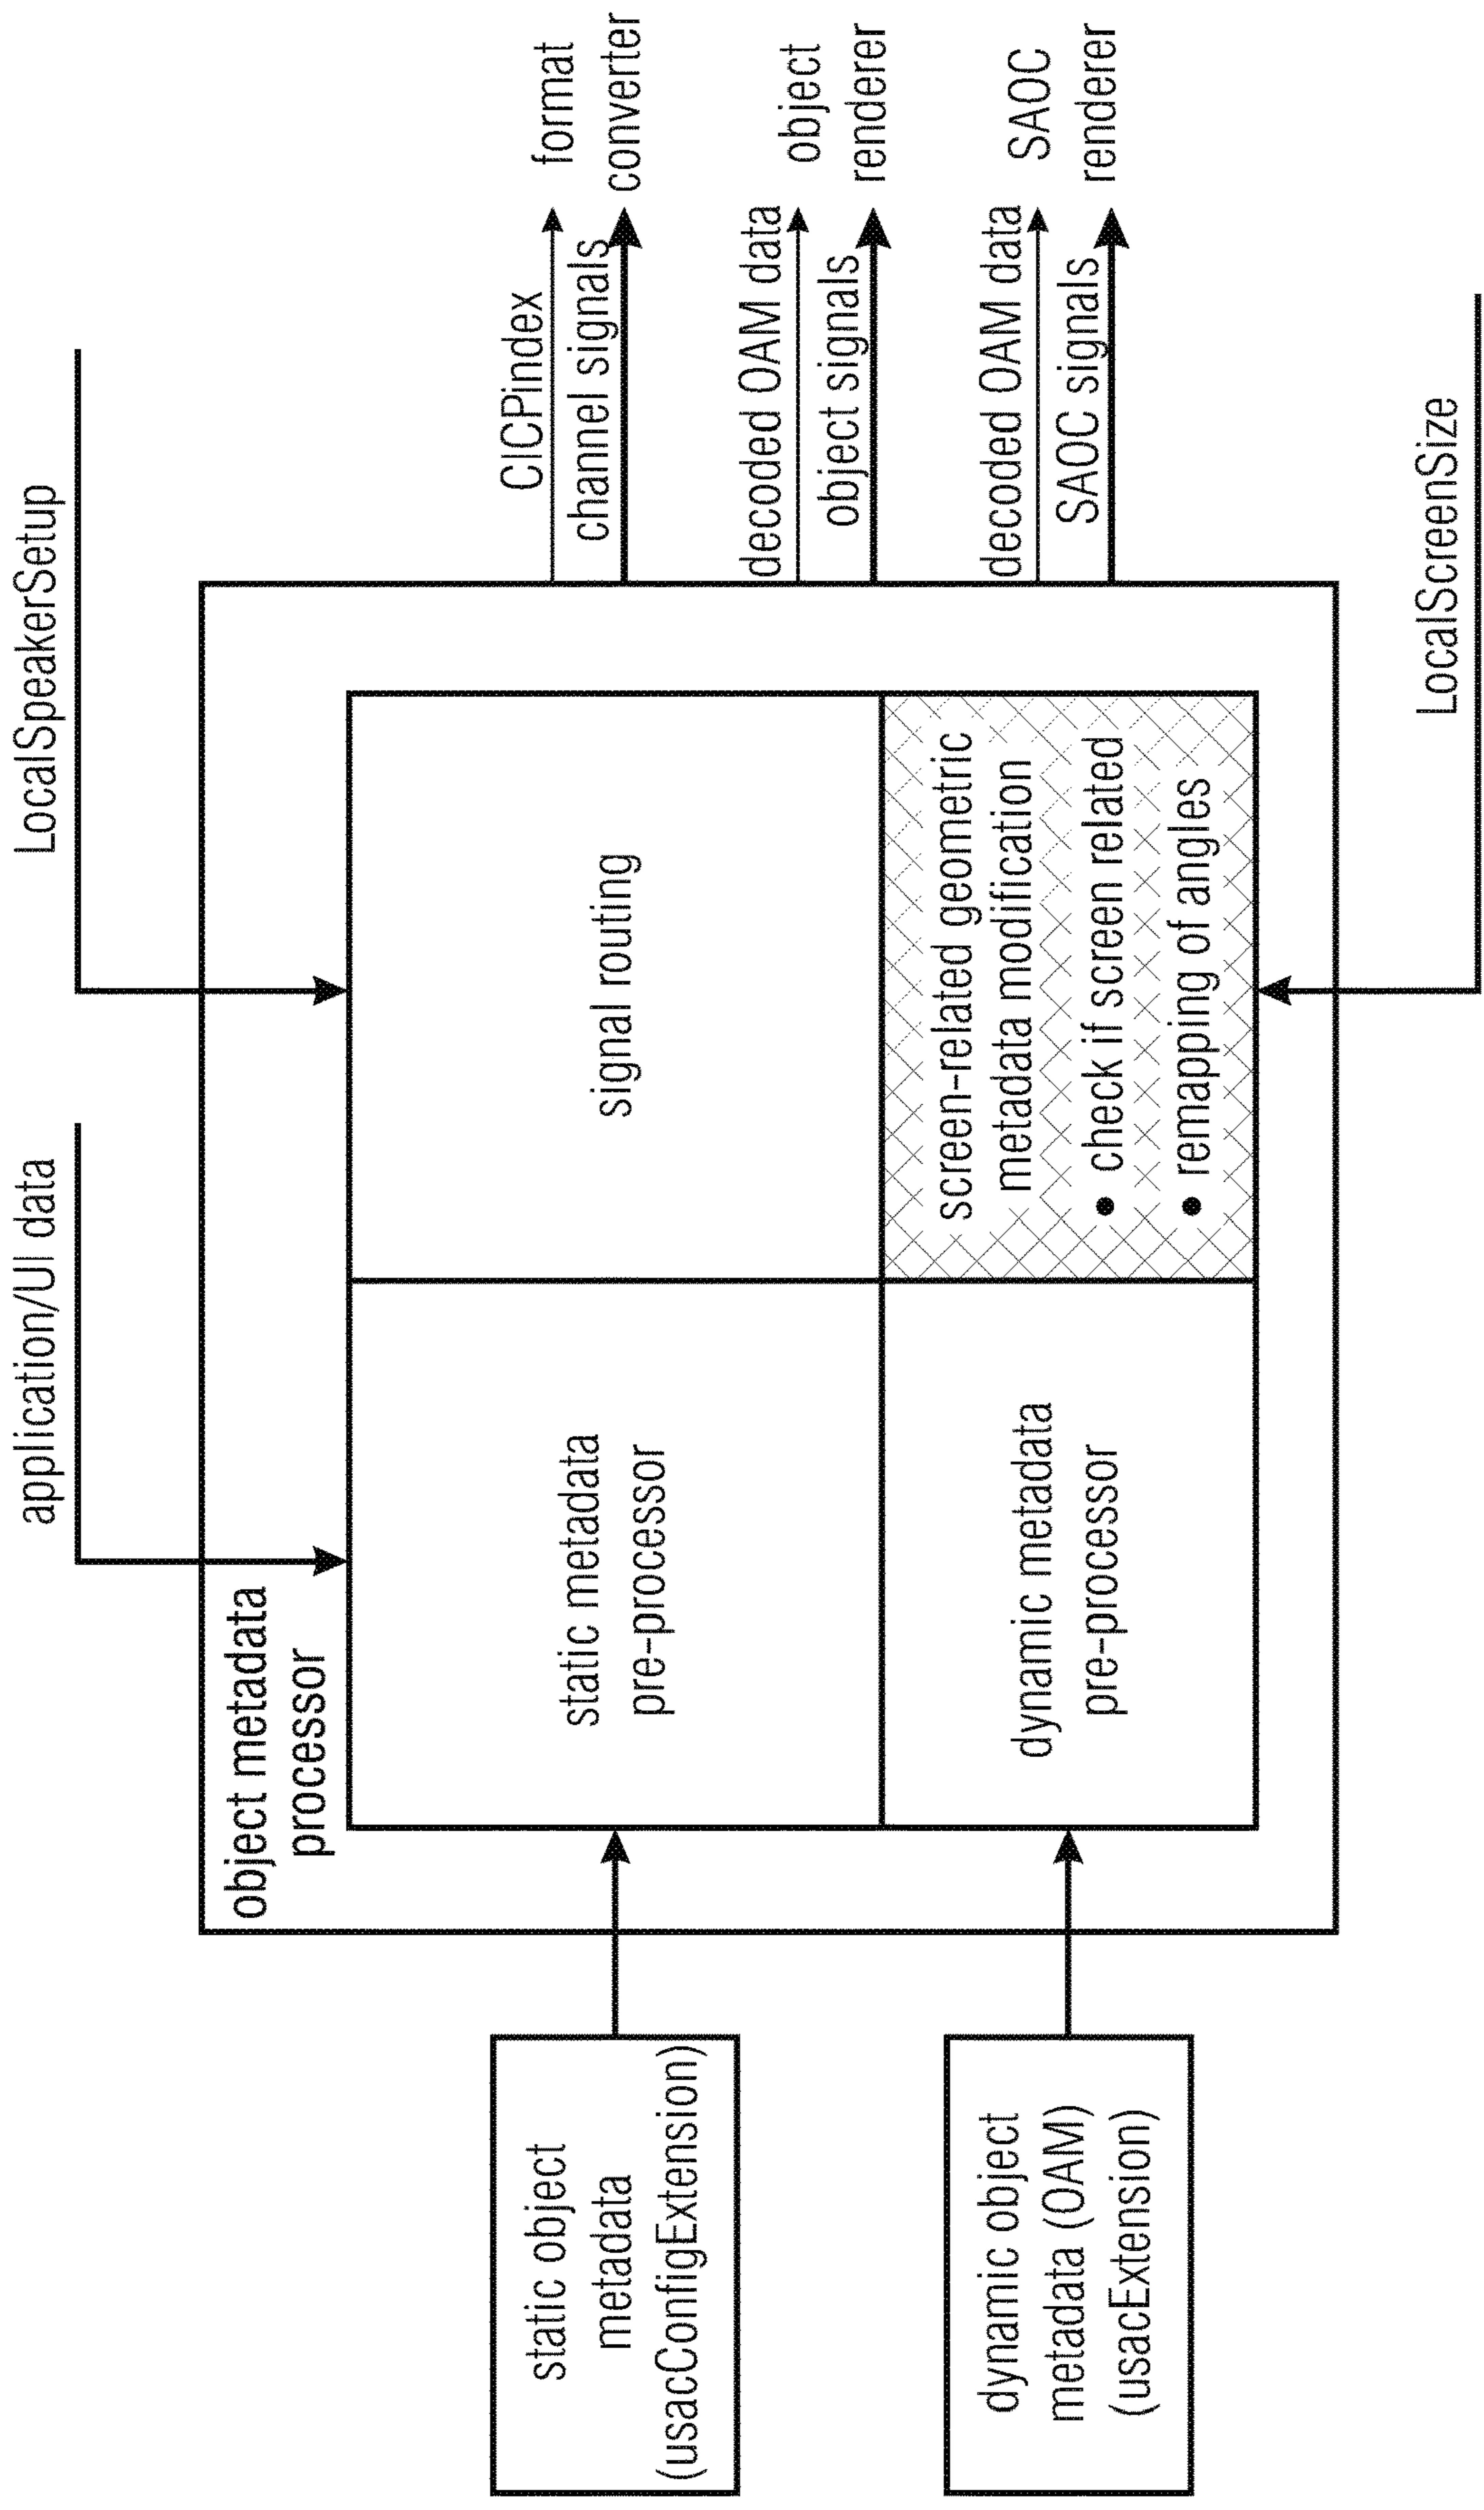 application/UI data
LocalSpeakerSetup
object metadata
processor
static object
metadata
(usacConfigExtension)
static metadata
pre-processor
signal routing
CICPindex
channel signals
format
converter
decoded OAM data
object signals
object
renderer
dynamic object
metadata (OAM)
(usacExtension)
dynamic metadata
pre-processor
screen-related geometric
metadata modification
• check if screen related
• remapping of angles
decoded OAM data
SAOC signals
SAOC
renderer
LocalScreenSize